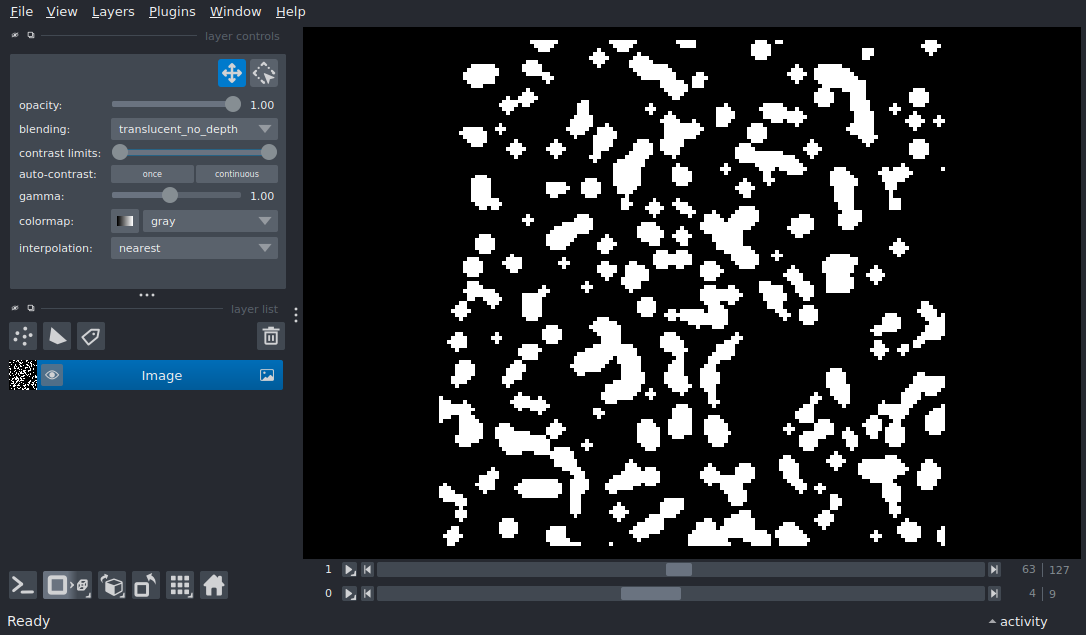 File View Layers Plugins Window Help
layer controls
opacity: 1.00
blending: translucent_no_depth
contrast limits:
auto-contrast: once continuous
gamma: 1.00
colormap: gray
interpolation: nearest
layer list
Image
1 63 127
0 4 9
Ready activity